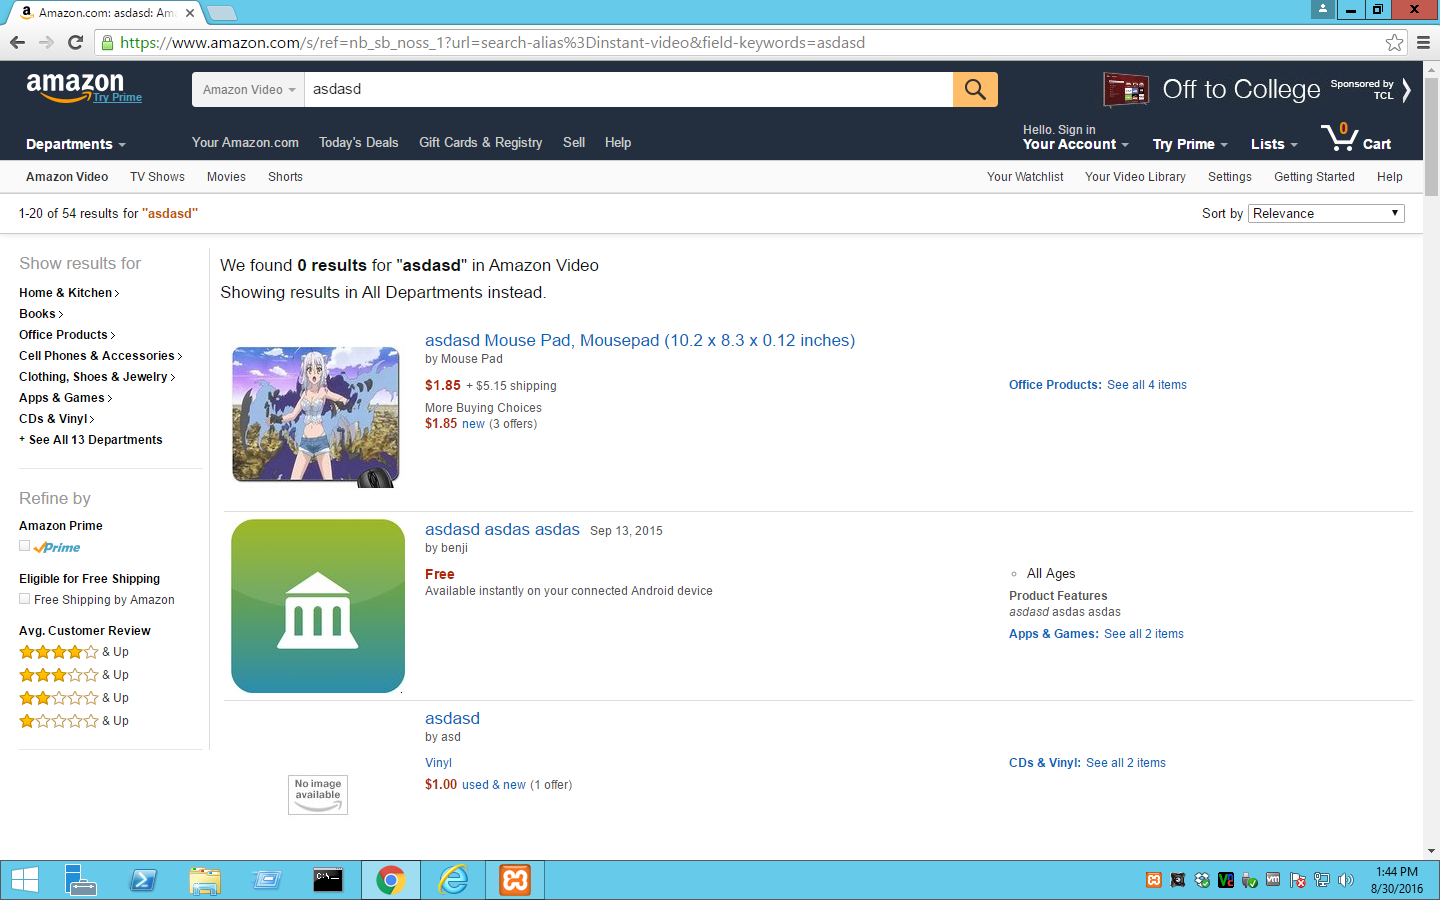 Amazon.com: asdasd: Am
https://www.amazon.com/s/ref=nb_sb_noss_1?url=search-alias%3Dinstant-video&field-keywords=asdasd
amazon
Try Prime
Amazon Video
asdasd
Off to College
Sponsored by
TCL
Departments
Your Amazon.com
Today's Deals
Gift Cards & Registry
Sell
Help
Hello. Sign in
Your Account
Try Prime
Lists
0
Cart
Amazon Video
TV Shows
Movies
Shorts
Your Watchlist
Your Video Library
Settings
Getting Started
Help
1-20 of 54 results for "asdasd"
Sort by
Relevance
Show results for
Home & Kitchen
Books
Office Products
Cell Phones & Accessories
Clothing, Shoes & Jewelry
Apps & Games
CDs & Vinyl
+ See All 13 Departments
Refine by
Amazon Prime
Prime
Eligible for Free Shipping
Free Shipping by Amazon
Avg. Customer Review
& Up
& Up
& Up
& Up
We found 0 results for "asdasd" in Amazon Video
Showing results in All Departments instead.
asdasd Mouse Pad, Mousepad (10.2 x 8.3 x 0.12 inches)
by Mouse Pad
$1.85 + $5.15 shipping
More Buying Choices
$1.85 new (3 offers)
Office Products: See all 4 items
asdasd asdas asdas Sep 13, 2015
by benji
Free
Available instantly on your connected Android device
All Ages
Product Features
asdasd asdas asdas
Apps & Games: See all 2 items
asdasd
by asd
Vinyl
$1.00 used & new (1 offer)
CDs & Vinyl: See all 2 items
No image
available
1:44 PM
8/30/2016